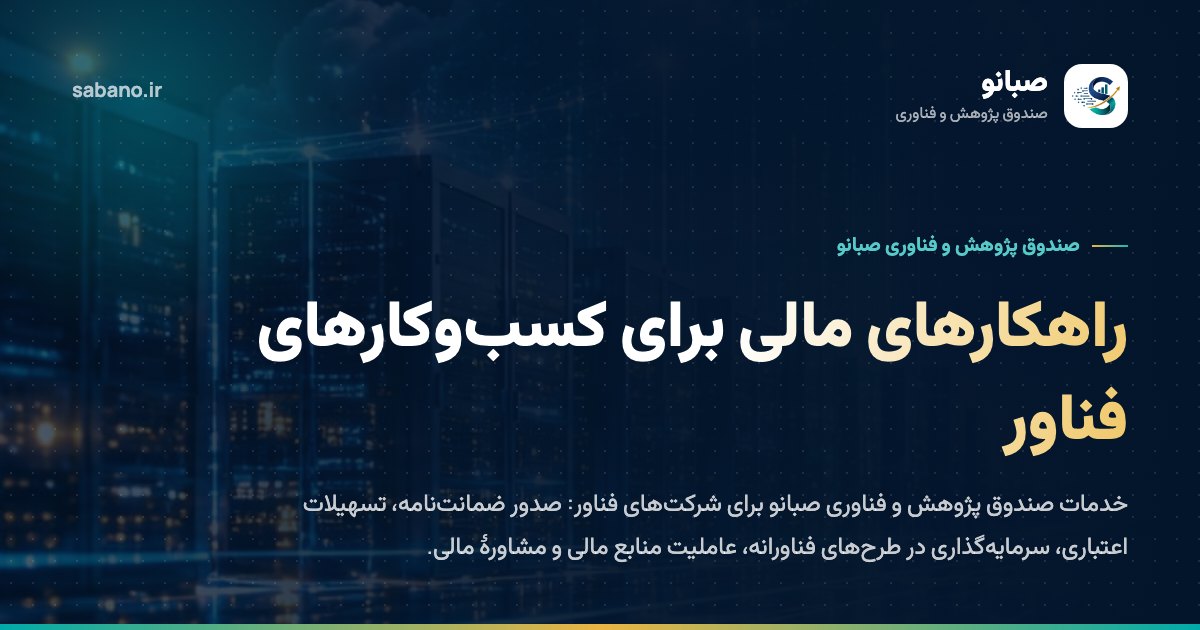 صبانو
صندوق پژوهش و فناوری
sabano.ir
صندوق پژوهش و فناوری صبانو
راهکارهای مالی برای کسب‌وکارهای
فناور
خدمات صندوق پژوهش و فناوری صبانو برای شرکت‌های فناور: صدور ضمانت‌نامه، تسهیلات
اعتباری، سرمایه‌گذاری در طرح‌های فناورانه، عاملیت منابع مالی و مشاورهٔ مالی.